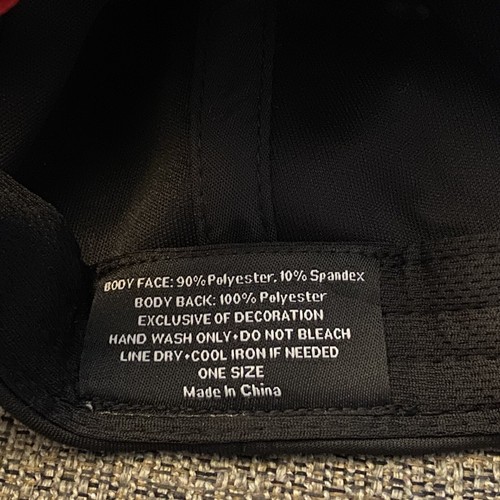 BODY FACE: 90% Polyester. 10% Spandex
BODY BACK: 100% Polyester
EXCLUSIVE OF DECORATION
HAND WASH ONLY•DO NOT BLEACH
LINE DRY•COOL IRON IF NEEDED
ONE SIZE
Made In China